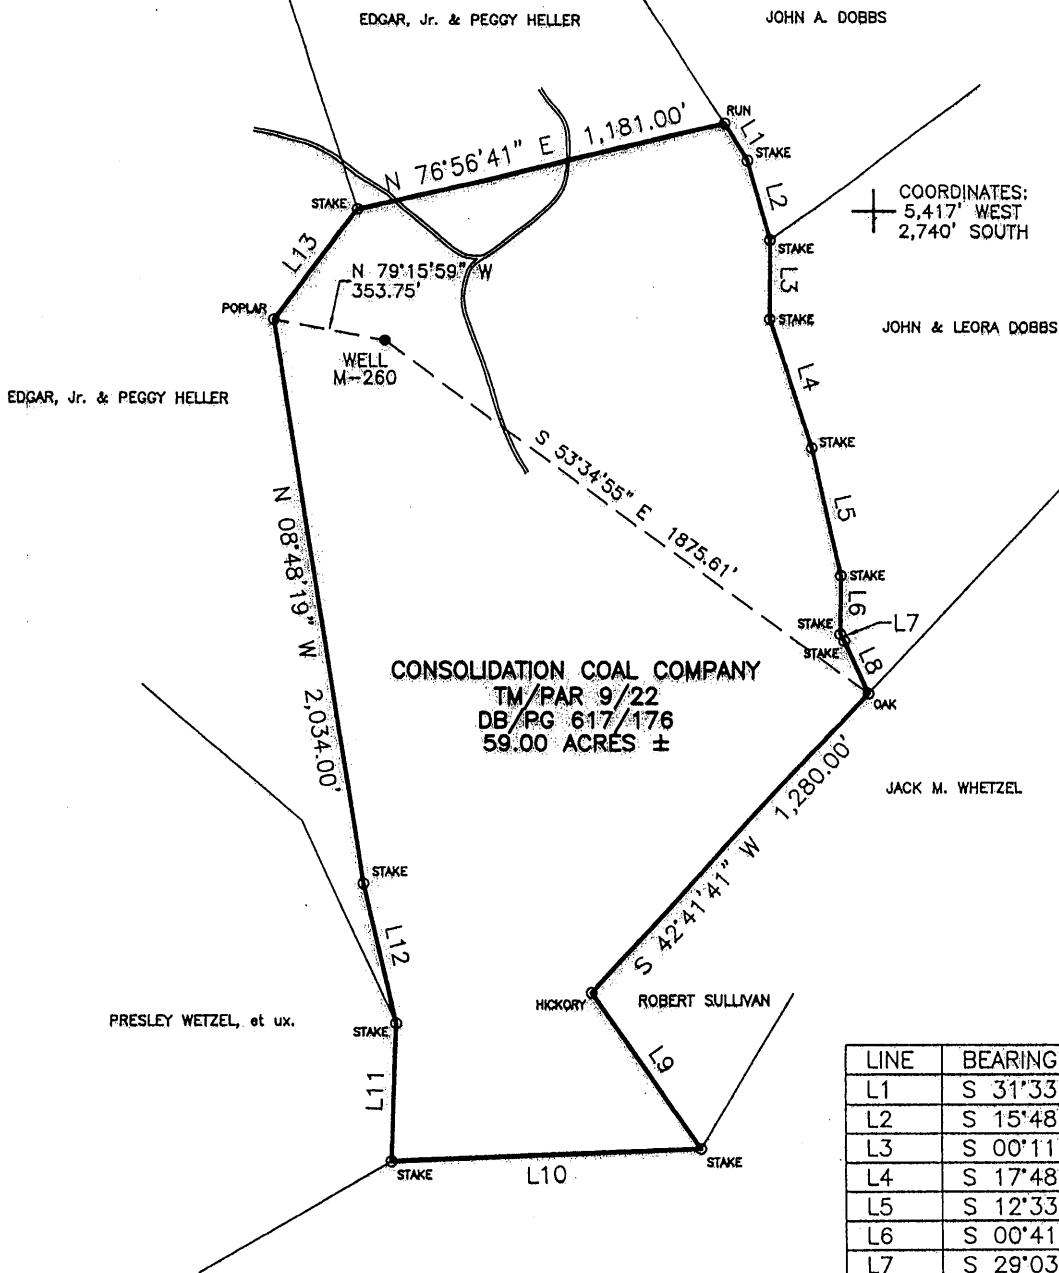 EDGAR, Jr. & PEGGY HELLER
JOHN A. DOBBS
RUN
L1
STAKE
N 76°56'41" E 1,181.00'
L2
STAKE
COORDINATES:
5,417' WEST
2,740' SOUTH
STAKE
L13
L3
N 79°15'59" W
353.75'
POPLAR
STAKE
JOHN & LEORA DOBBS
WELL
M-260
L4
EDGAR, Jr. & PEGGY HELLER
STAKE
S 53°34'55" E 1875.61'
L5
N 08°48'19" W 2,034.00'
STAKE
L6
STAKE
L7
STAKE
L8
OAK
CONSOLIDATION COAL COMPANY
TM/PAR 9/22
DB/PG 617/176
59.00 ACRES ±
JACK M. WHETZEL
S 42°41'41" W 1,280.00'
STAKE
L12
HICKORY
ROBERT SULLIVAN
PRESLEY WETZEL, et ux.
STAKE
L9
L11
STAKE
L10
STAKE
LINE BEARING
L1 S 31°33
L2 S 15°48
L3 S 00°11
L4 S 17°48
L5 S 12°33
L6 S 00°41
L7 S 29°03